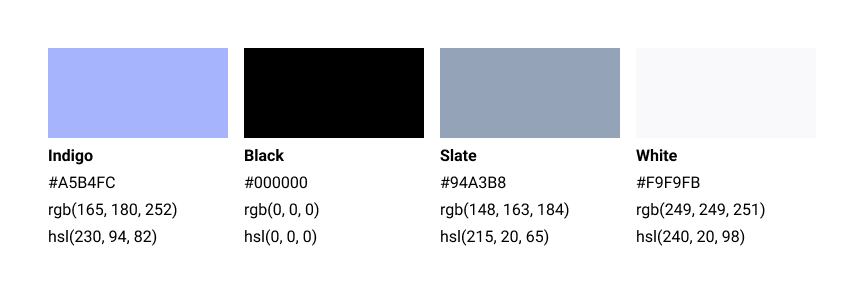 Indigo
#A5B4FC
rgb(165, 180, 252)
hsl(230, 94, 82)
Black
#000000
rgb(0, 0, 0)
hsl(0, 0, 0)
Slate
#94A3B8
rgb(148, 163, 184)
hsl(215, 20, 65)
White
#F9F9FB
rgb(249, 249, 251)
hsl(240, 20, 98)